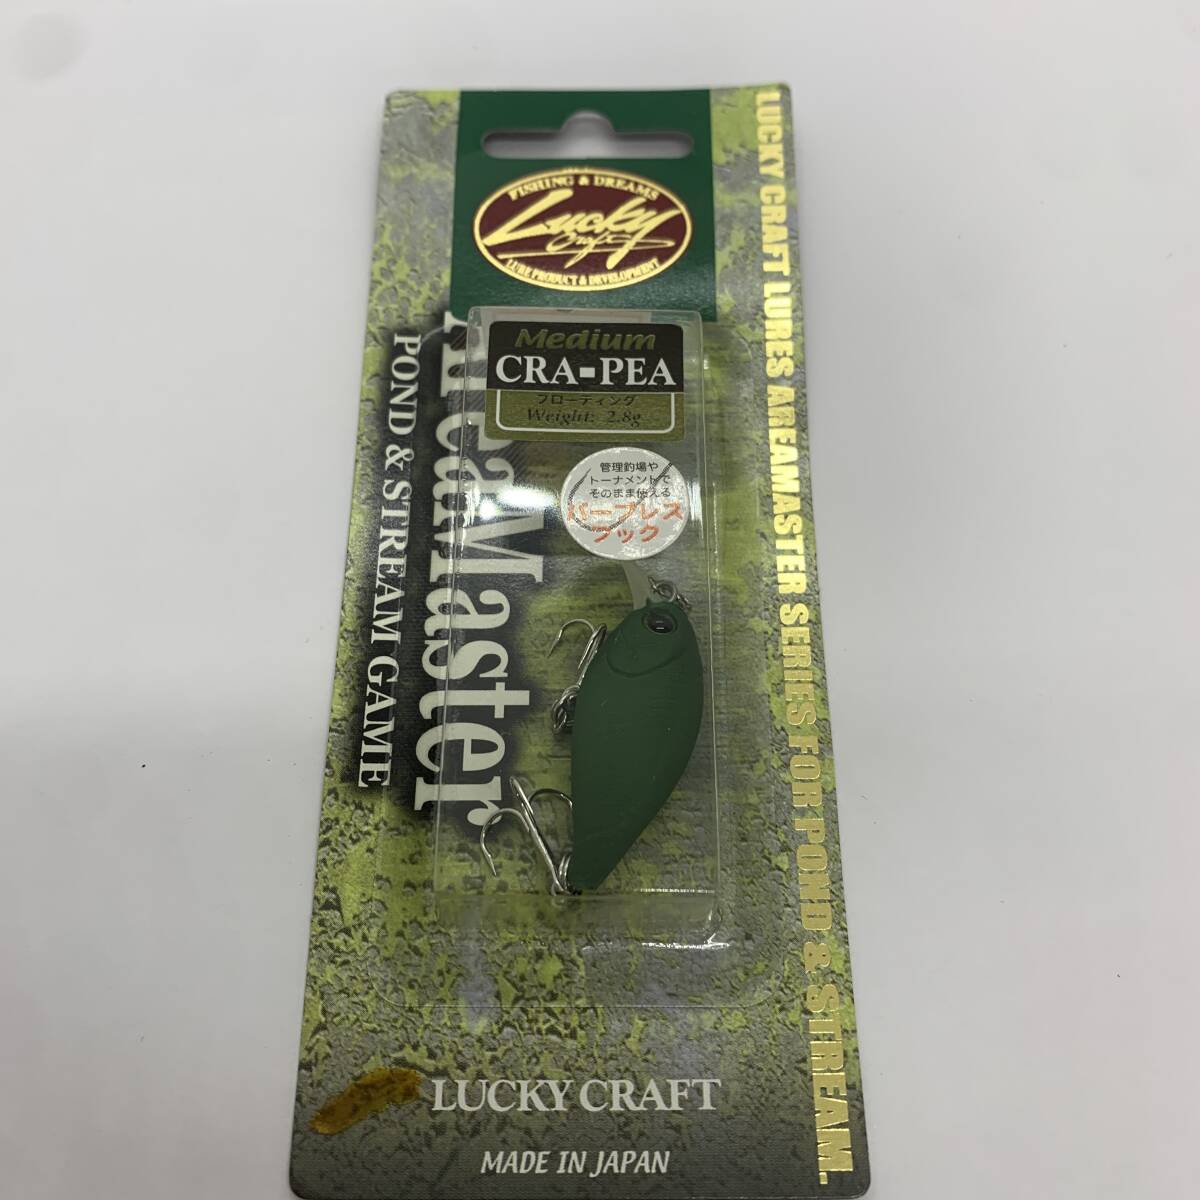 FISHING & DREAMS
Lucky
Craft
LURE PRODUCT & DEVELOPMENT
Medium
CRA-PEA
フローティング
Weight: 2.8g
管理釣場や
トーナメントで
そのまま使える
バーブレス
フック
AreaMaster
POND & STREAM GAME
LUCKY CRAFT LURES AREAMASTER SERIES FOR POND & STREAM.
LUCKY CRAFT
MADE IN JAPAN